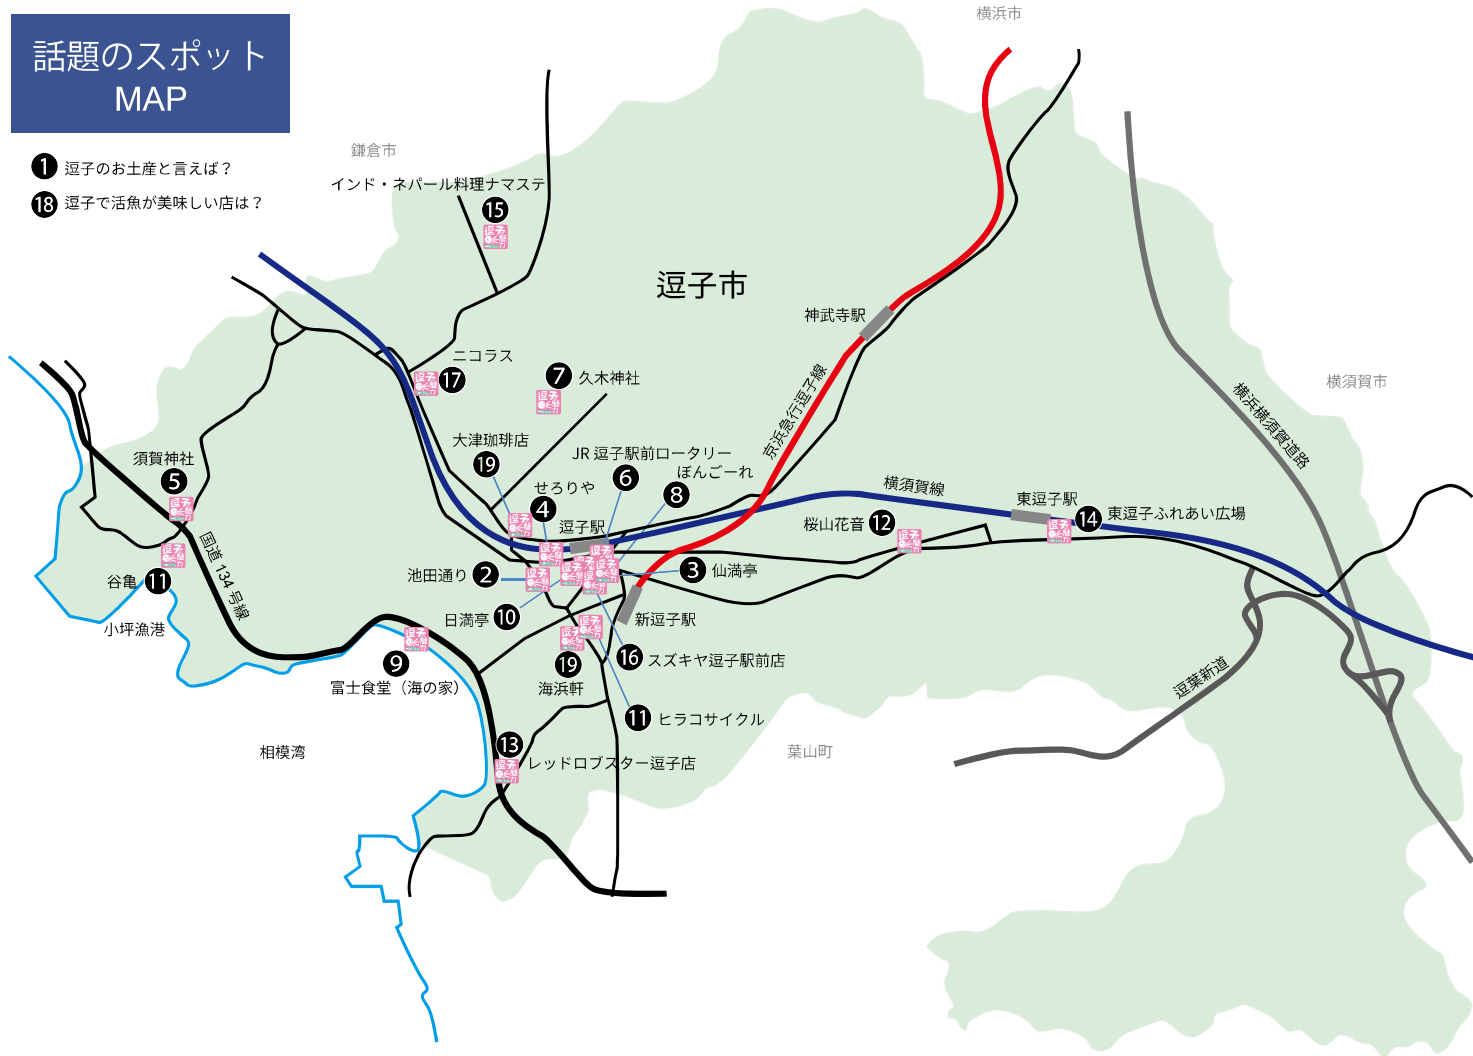 話題のスポット
MAP
横浜市
1 逗子のお土産と言えば？
18 逗子で活魚が美味しい店は？
鎌倉市
インド・ネパール料理ナマステ
15
逗子市
神武寺駅
ニコラス
17
7 久木神社
京浜急行逗子線
横須賀市
横浜横須賀道路
大津珈琲店
19
JR 逗子駅前ロータリー
6
ぼんごーれ
8
須賀神社
5
せろりや
4
逗子駅
横須賀線
東逗子駅
14 東逗子ふれあい広場
桜山花音 12
国道 134 号線
谷亀 11
池田通り 2
3 仙満亭
小坪漁港
日満亭 10
新逗子駅
9
富士食堂（海の家）
19
海浜軒
16 スズキヤ逗子駅前店
逗葉新道
11 ヒラコサイクル
相模湾
13
レッドロブスター逗子店
葉山町